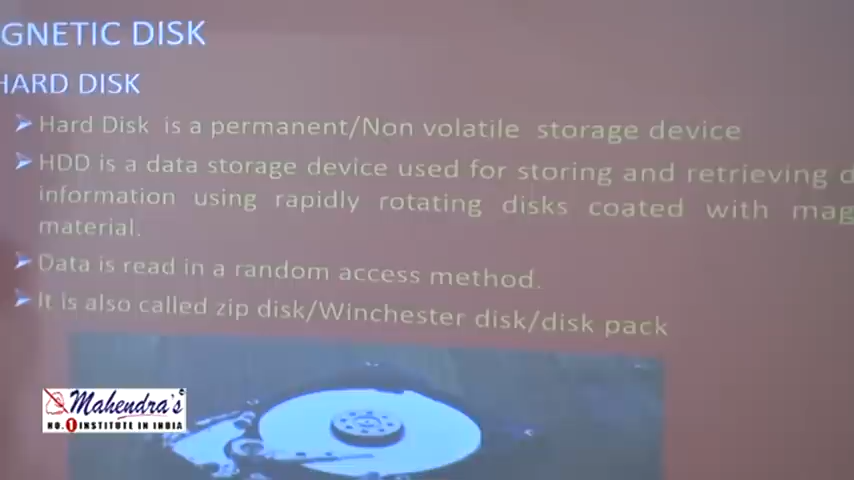 GNETIC DISK
HARD DISK
➤Hard Disk is a permanent/Non volatile storage device
➤HDD is a data storage device used for storing and retrieving d
information using rapidly rotating disks coated with mag
material.
➤Data is read in a random access method.
➤It is also called zip disk/Winchester disk/disk pack
Mahendra's
NO. 1 INSTITUTE IN INDIA